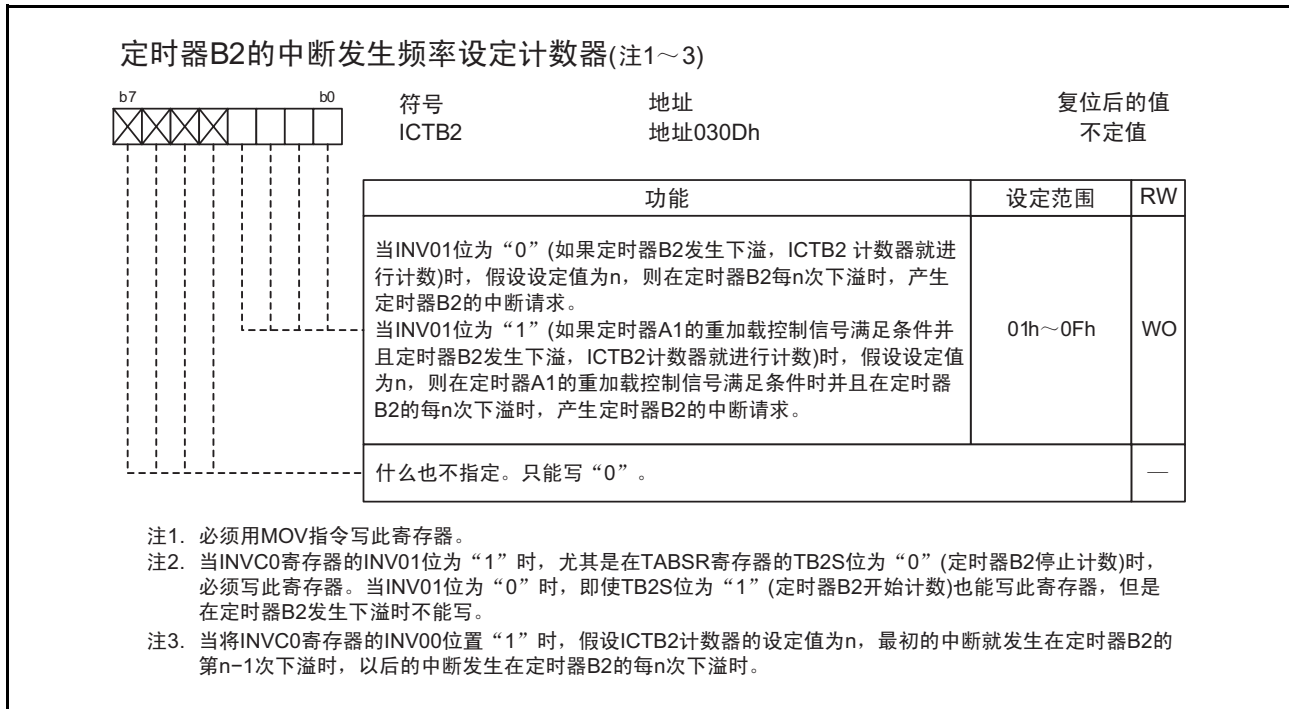 定时器B2的中断发生频率设定计数器(注1～3)
b7 b0
符号 地址 复位后的值
ICTB2 地址030Dh 不定值
功能 设定范围 RW
当INV01位为“0”(如果定时器B2发生下溢，ICTB2 计数器就进
行计数)时，假设设定值为n，则在定时器B2每n次下溢时，产生
定时器B2的中断请求。
当INV01位为“1”(如果定时器A1的重加载控制信号满足条件并
且定时器B2发生下溢，ICTB2计数器就进行计数)时，假设设定值
为n，则在定时器A1的重加载控制信号满足条件时并且在定时器
B2的每n次下溢时，产生定时器B2的中断请求。
01h～0Fh WO
什么也不指定。只能写“0”。 —
注1. 必须用MOV指令写此寄存器。
注2. 当INVC0寄存器的INV01位为“1”时，尤其是在TABSR寄存器的TB2S位为“0”(定时器B2停止计数)时，
必须写此寄存器。当INV01位为“0”时，即使TB2S位为“1”(定时器B2开始计数)也能写此寄存器，但是
在定时器B2发生下溢时不能写。
注3. 当将INVC0寄存器的INV00位置“1”时，假设ICTB2计数器的设定值为n，最初的中断就发生在定时器B2的
第n−1次下溢时，以后的中断发生在定时器B2的每n次下溢时。